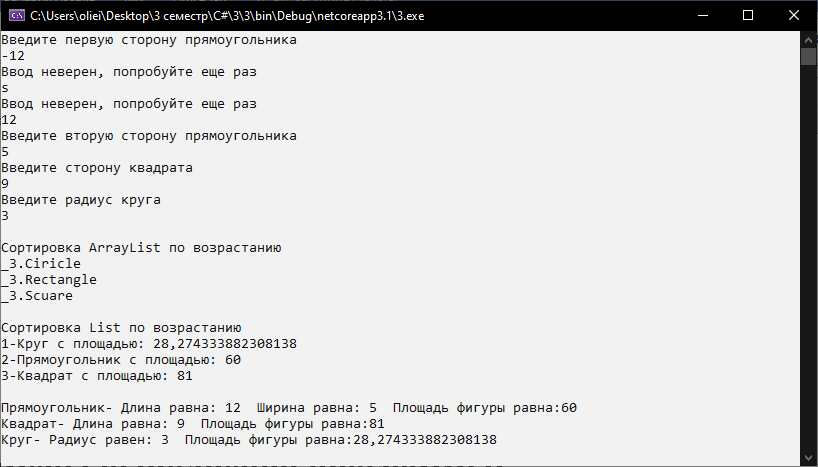 C:\Users\oliei\Desktop\3 семестр\C#\3\3\bin\Debug\netcoreapp3.1\3.exe
Введите первую сторону прямоугольника
-12
Ввод неверен, попробуйте еще раз
s
Ввод неверен, попробуйте еще раз
12
Введите вторую сторону прямоугольника
5
Введите сторону квадрата
9
Введите радиус круга
3
Сортировка ArrayList по возрастанию
_3.Ciricle
_3.Rectangle
_3.Scuare
Сортировка List по возрастанию
1-Круг с площадью: 28,274333882308138
2-Прямоугольник с площадью: 60
3-Квадрат с площадью: 81
Прямоугольник- Длина равна: 12  Ширина равна: 5  Площадь фигуры равна:60
Квадрат- Длина равна: 9  Площадь фигуры равна:81
Круг- Радиус равен: 3  Площадь фигуры равна:28,274333882308138